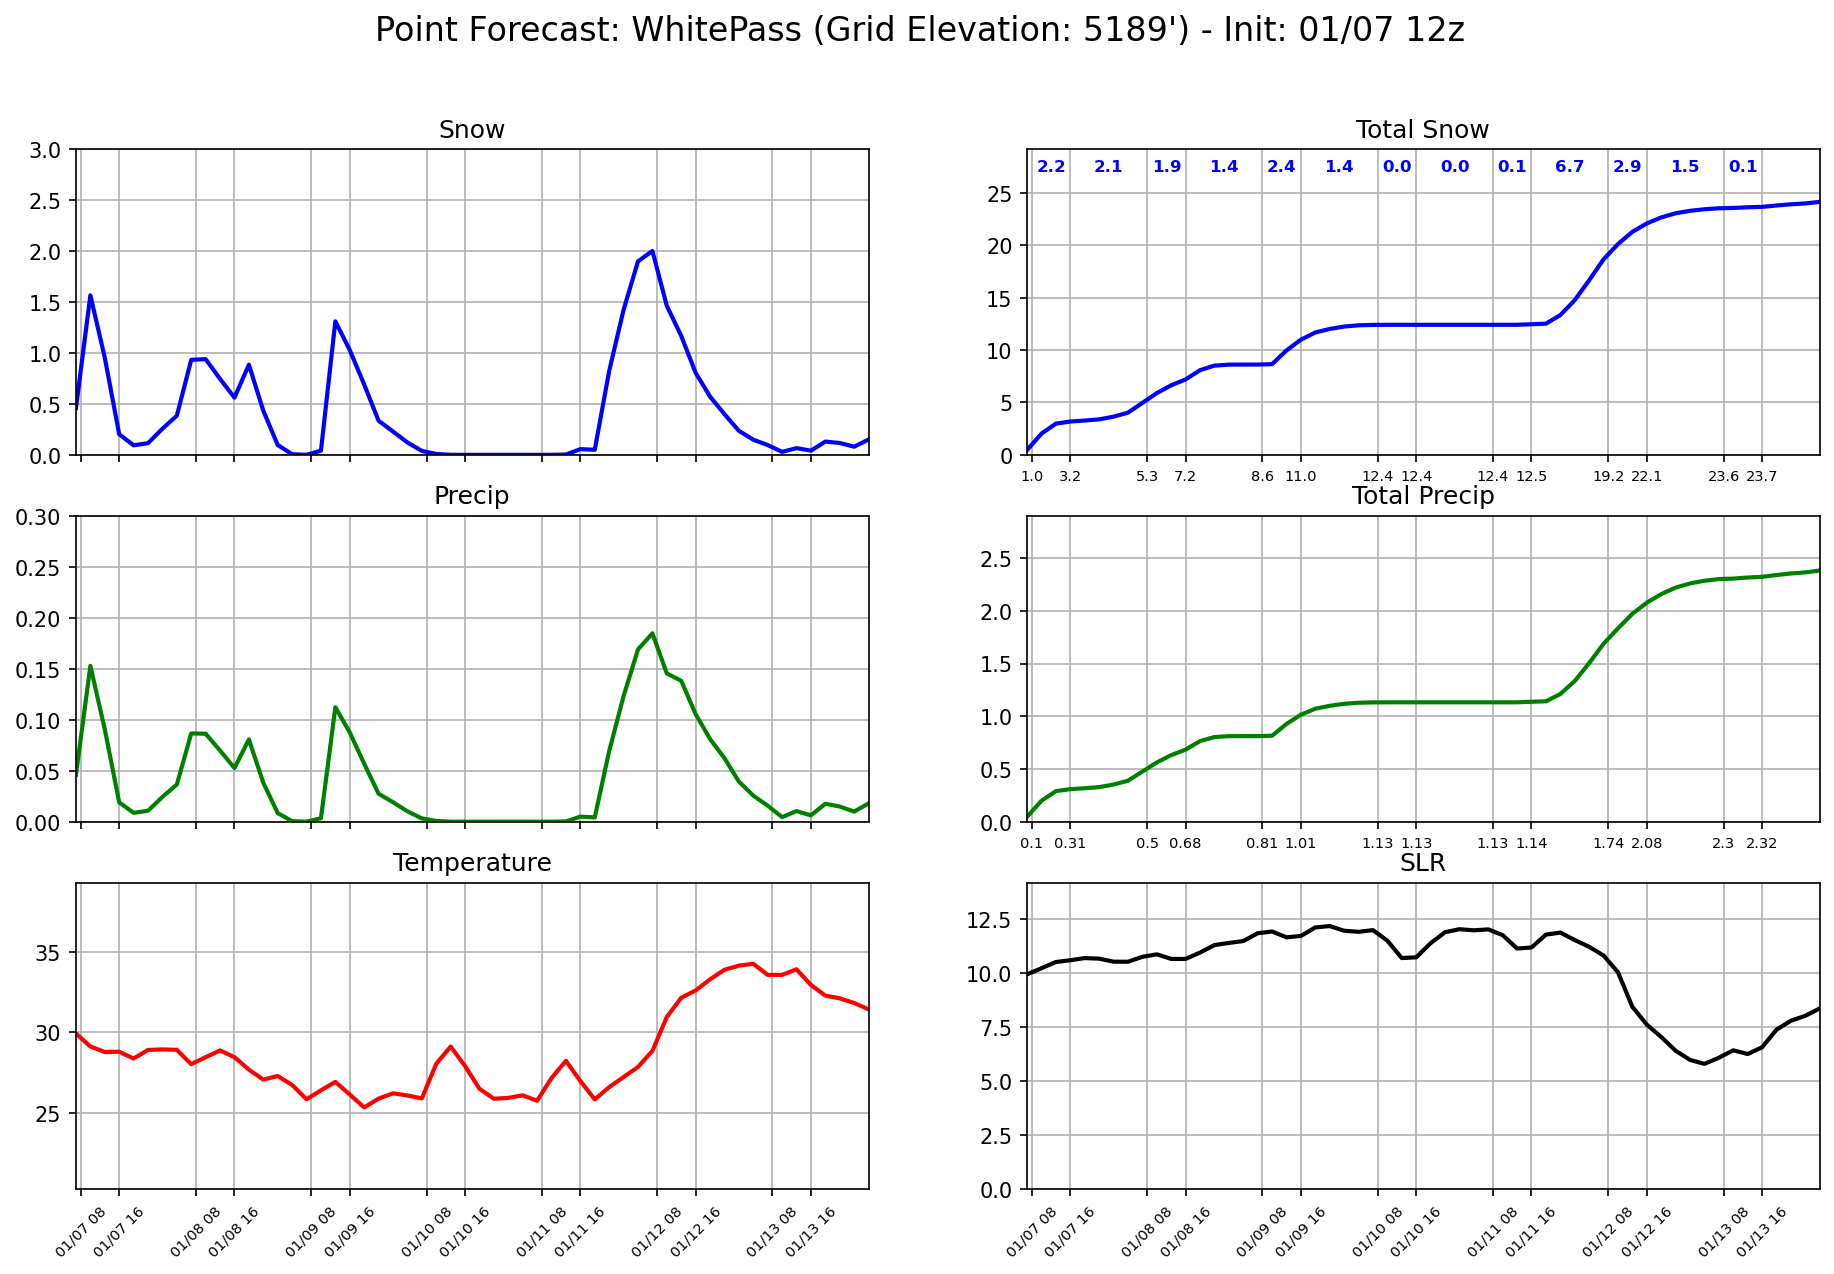 Point Forecast: WhitePass (Grid Elevation: 5189') - Init: 01/07 12z
Snow
3.0
2.5
2.0
1.5
1.0
0.5
0.0
Total Snow
2.2 2.1 1.9 1.4 2.4 1.4 0.0 0.0 0.1 6.7 2.9 1.5 0.1
25
20
15
10
5
0
1.0 3.2 5.3 7.2 8.6 11.0 12.4 12.4 12.4 12.5 19.2 22.1 23.6 23.7
Precip
0.30
0.25
0.20
0.15
0.10
0.05
0.00
Total Precip
2.5
2.0
1.5
1.0
0.5
0.0
0.1 0.31 0.5 0.68 0.81 1.01 1.13 1.13 1.13 1.14 1.74 2.08 2.3 2.32
Temperature
35
30
25
01/07 08 01/07 16 01/08 08 01/08 16 01/09 08 01/09 16 01/10 08 01/10 16 01/11 08 01/11 16 01/12 08 01/12 16 01/13 08 01/13 16
SLR
12.5
10.0
7.5
5.0
2.5
0.0
01/07 08 01/07 16 01/08 08 01/08 16 01/09 08 01/09 16 01/10 08 01/10 16 01/11 08 01/11 16 01/12 08 01/12 16 01/13 08 01/13 16